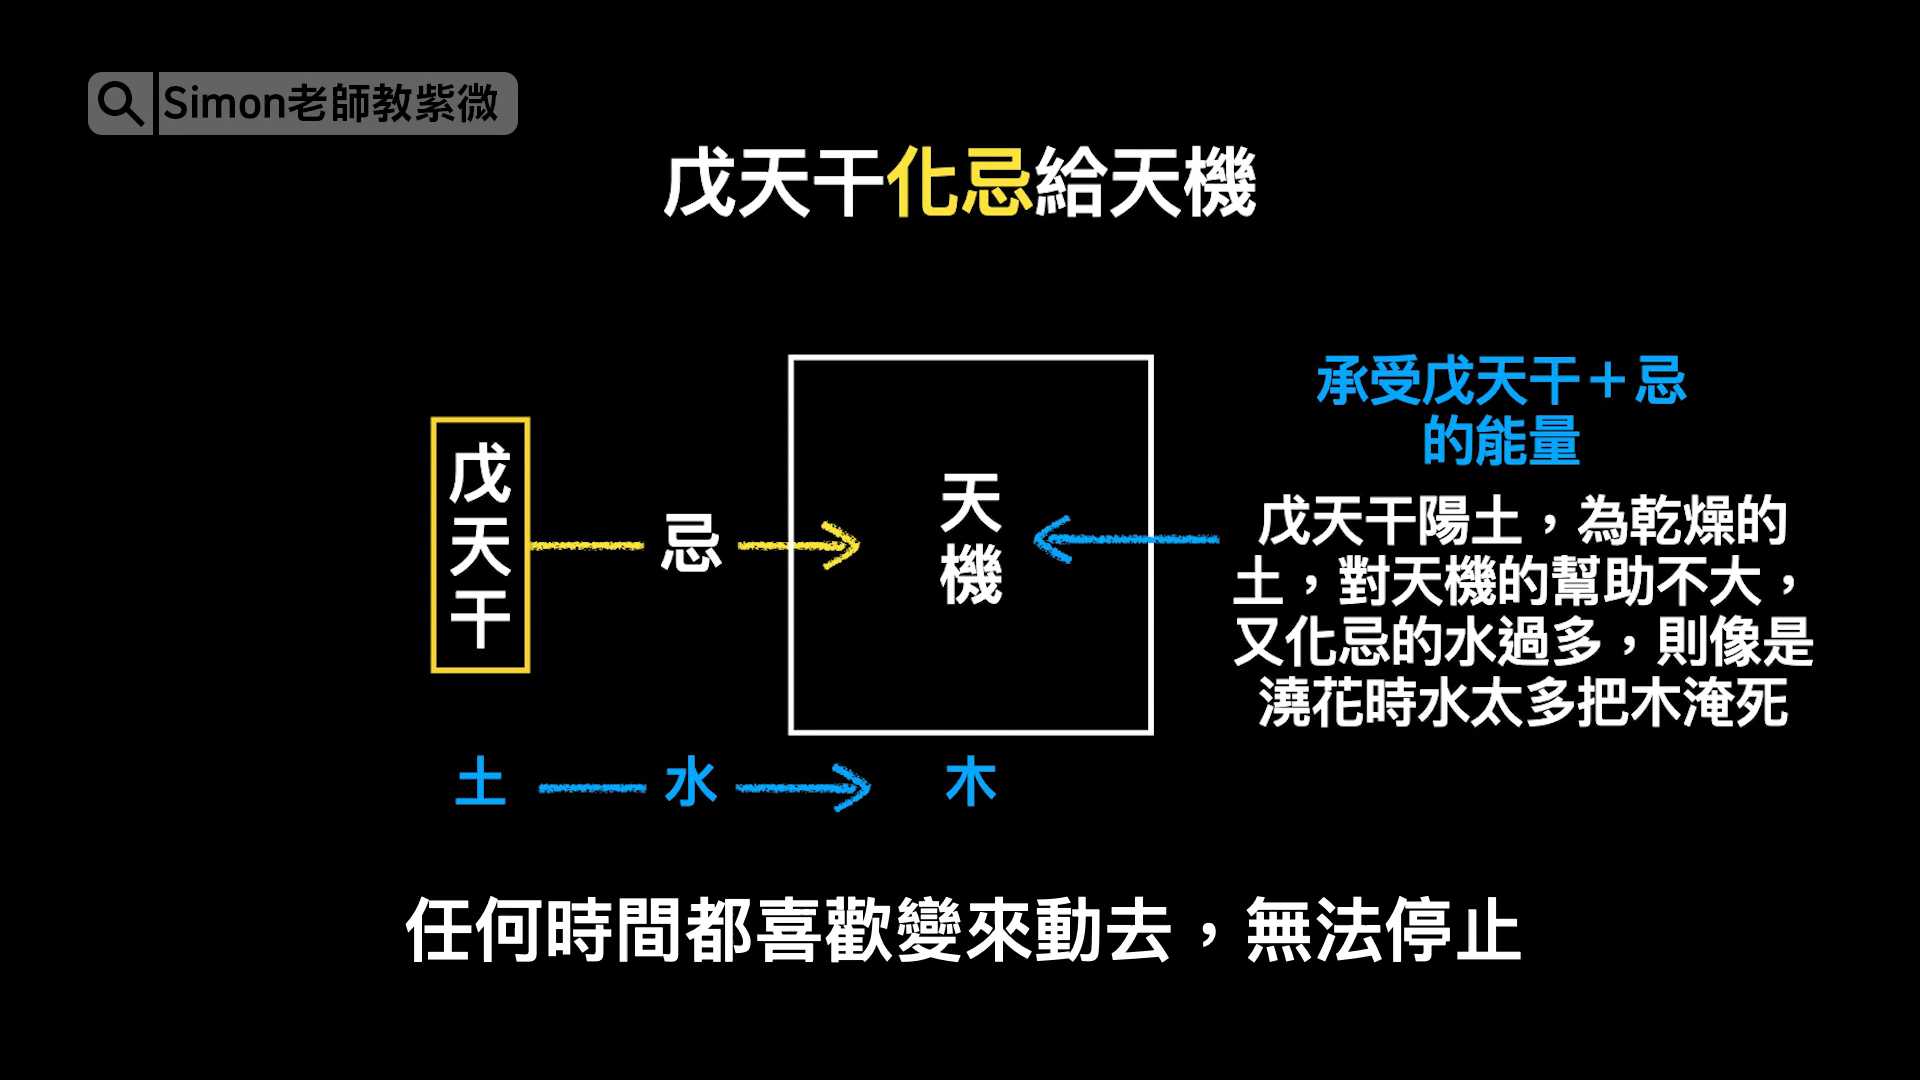 Simon老師教紫微
戊天干化忌給天機
戊天干
忌
天機
承受戊天干+忌
的能量
戊天干陽土，為乾燥的
土，對天機的幫助不大，
又化忌的水過多，則像是
澆花時水太多把木淹死
土
水
木
任何時間都喜歡變來動去，無法停止